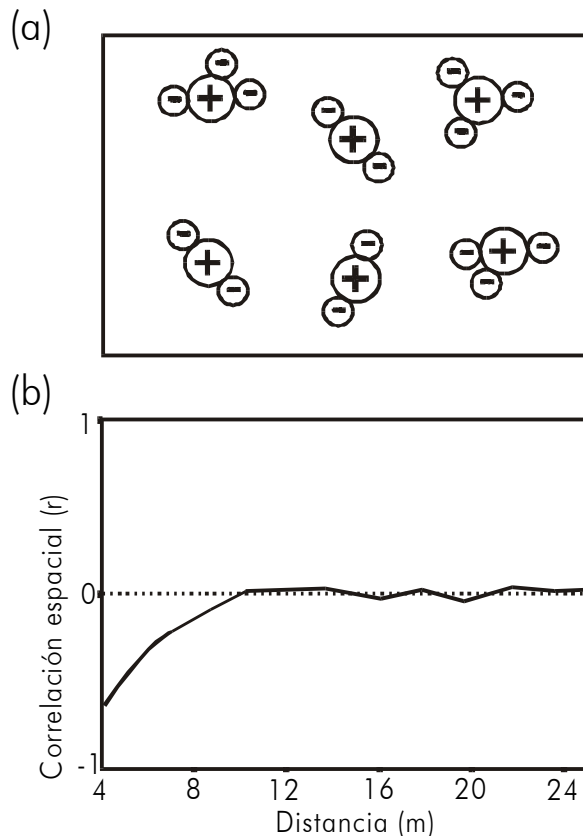 (a)
- + - -
- + -
- + - -
- + -
- + -
- + - -
(b)
1
0
-1
Correlación espacial (r)
4 8 12 16 20 24
Distancia (m)